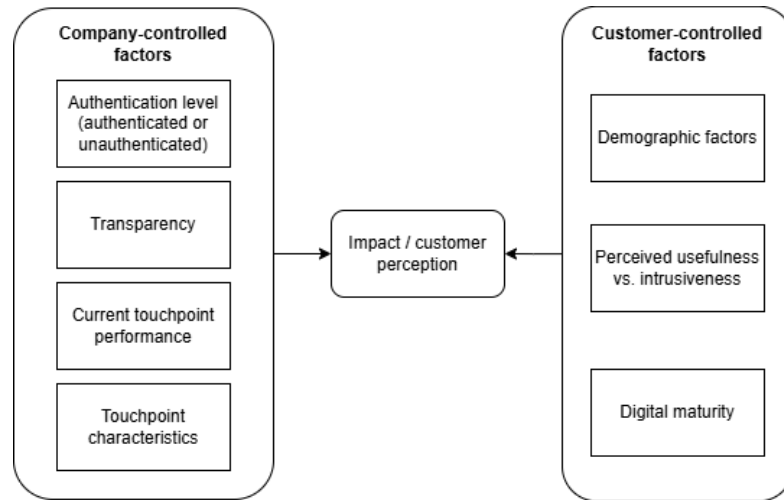 Company-controlled
factors
Authentication level
(authenticated or
unauthenticated)
Transparency
Current touchpoint
performance
Touchpoint
characteristics
Impact / customer
perception
Customer-controlled
factors
Demographic factors
Perceived usefulness
vs. intrusiveness
Digital maturity